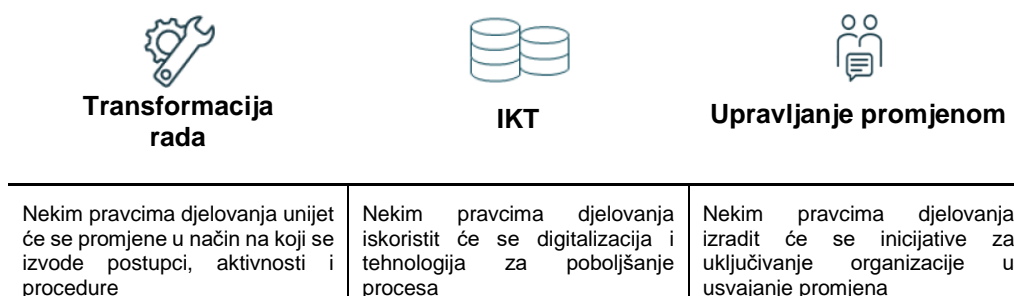 Transformacija
rada
IKT
Upravljanje promjenom
Nekim pravcima djelovanja unijet
će se promjene u način na koji se
izvode postupci, aktivnosti i
procedure
Nekim pravcima djelovanja
iskoristit će se digitalizacija i
tehnologija za poboljšanje
procesa
Nekim pravcima djelovanja
izradit će se inicijative za
uključivanje organizacije u
usvajanje promjena